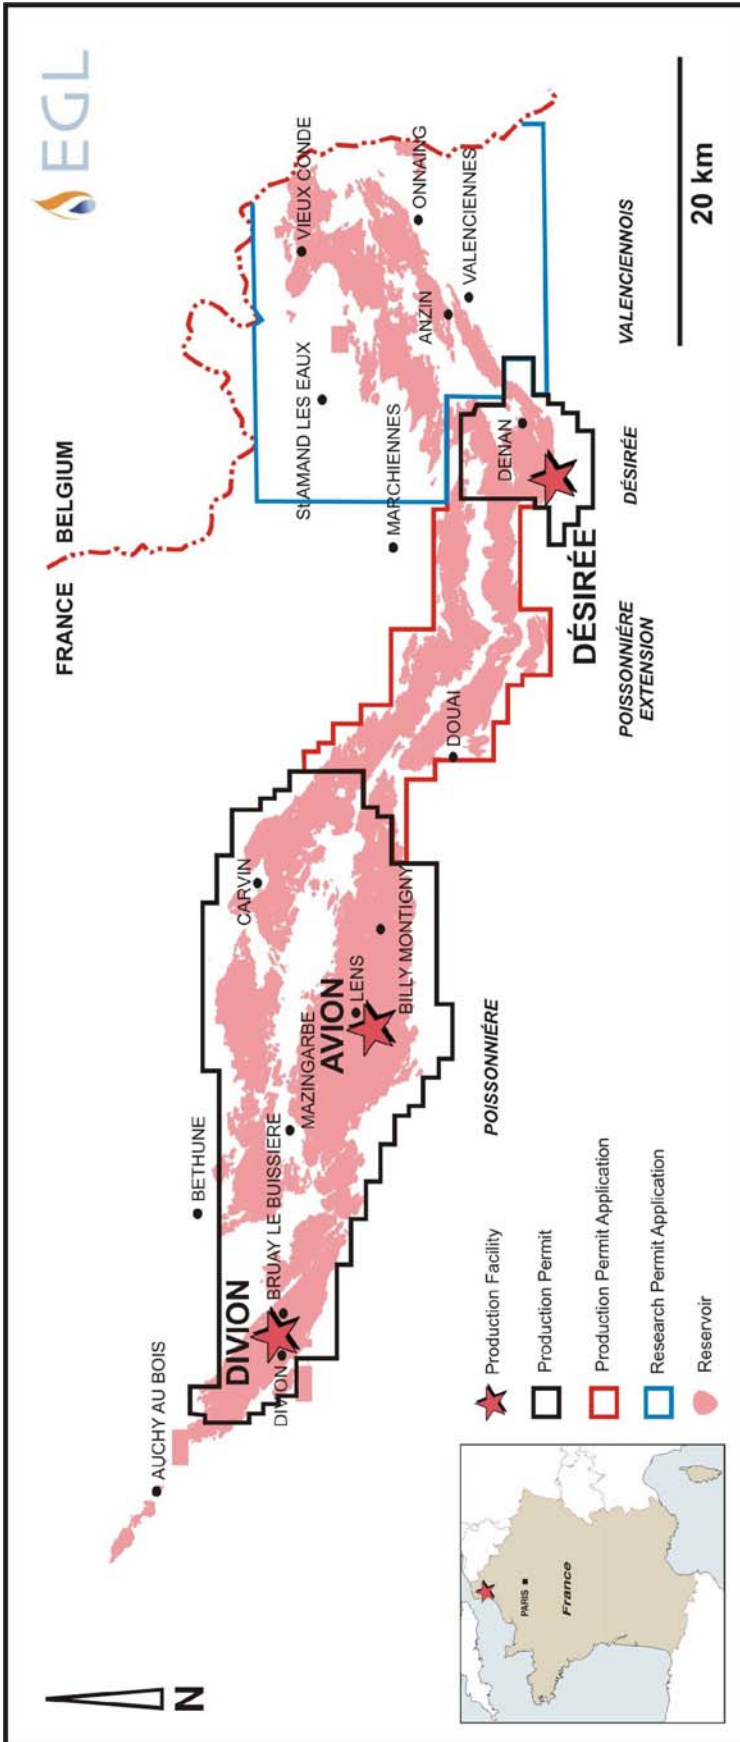 EGL
FRANCE
BELGIUM
N
AUCHY AU BOIS
BETHUNE
DIVION
BRUAY LE BUISSIERE
DIVION
MAZINGARBE
AVION
LENS
BILLY MONTIGNY
CARVIN
DOUAI
MARCHIENNES
St.AMAND LES EAUX
VIEUX CONDE
ONNAING
ANZIN
VALENCIENNES
DENAN
DÉSIRÉE
POISSONNIÉRE
POISSONNIÉRE
EXTENSION
DÉSIRÉE
VALENCIENNOIS
20 km
Production Facility
Production Permit
Production Permit Application
Research Permit Application
Reservoir
PARIS
France